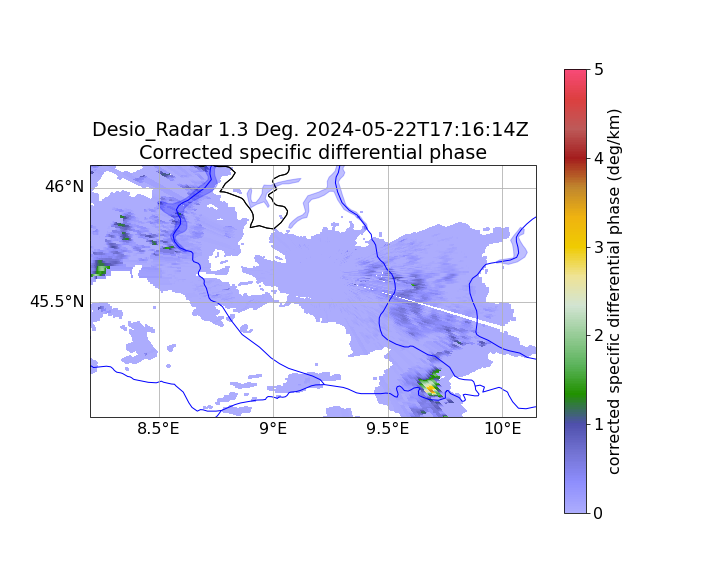 Desio_Radar 1.3 Deg. 2024-05-22T17:16:14Z
Corrected specific differential phase
46°N
45.5°N
8.5°E
9°E
9.5°E
10°E
5
4
3
2
1
0
corrected specific differential phase (deg/km)